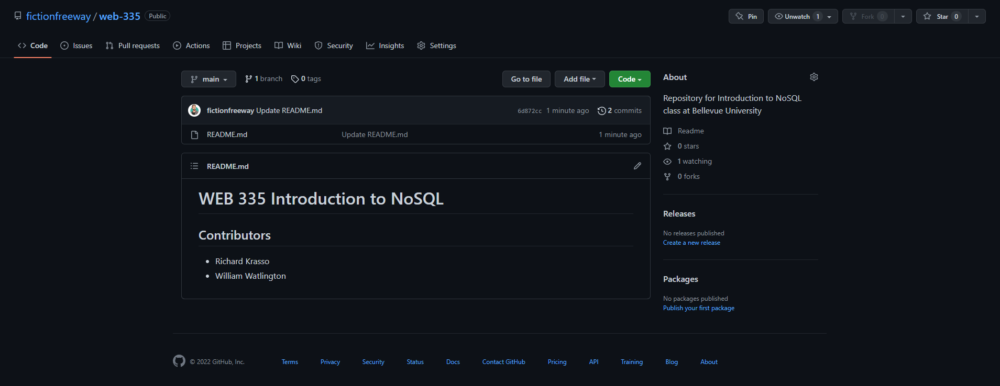 fictionfreeway / web-335 Public
Pin Unwatch 1 Fork 0 Star 0
Code Issues Pull requests Actions Projects Wiki Security Insights Settings
main 1 branch 0 tags Go to file Add file Code
fictionfreeway Update README.md 6d872cc 1 minute ago 2 commits
README.md Update README.md 1 minute ago
README.md
WEB 335 Introduction to NoSQL
Contributors
• Richard Krasso
• William Watlington
About
Repository for Introduction to NoSQL
class at Bellevue University
Readme
0 stars
1 watching
0 forks
Releases
No releases published
Create a new release
Packages
No packages published
Publish your first package
© 2022 GitHub, Inc. Terms Privacy Security Status Docs Contact GitHub Pricing API Training Blog About